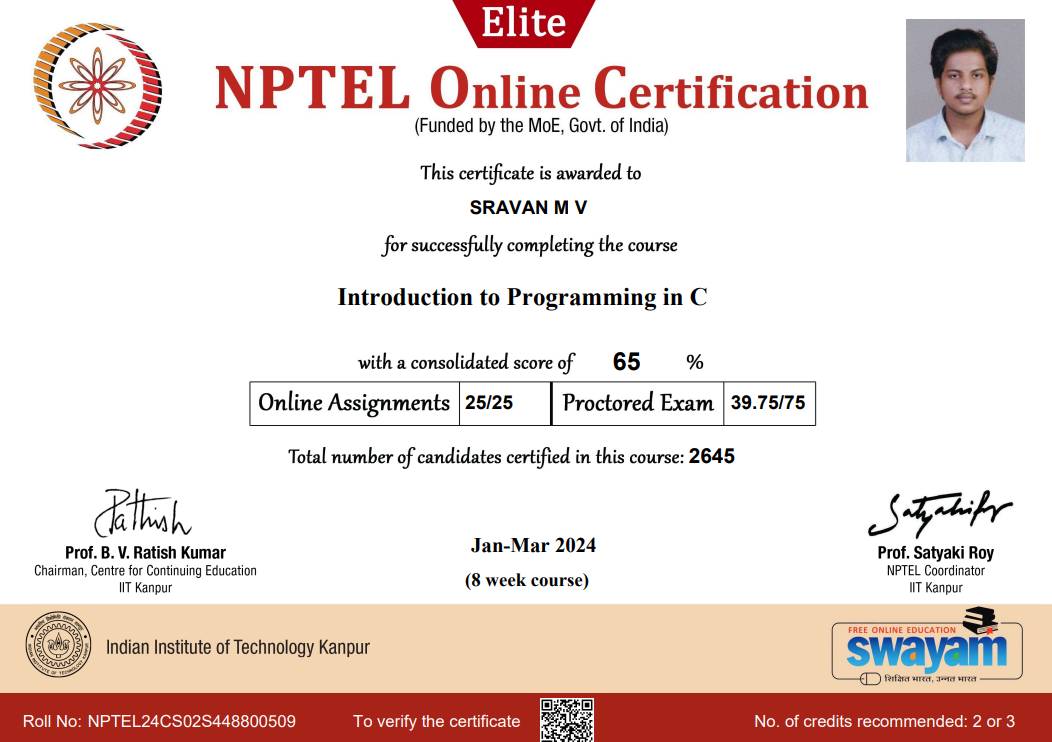 Elite
NPTEL Online Certification
(Funded by the MoE, Govt. of India)
This certificate is awarded to
SRAVAN M V
for successfully completing the course
Introduction to Programming in C
with a consolidated score of 65 %
Online Assignments 25/25 Proctored Exam 39.75/75
Total number of candidates certified in this course: 2645
Prof. B. V. Ratish Kumar
Chairman, Centre for Continuing Education
IIT Kanpur
Jan-Mar 2024
(8 week course)
Prof. Satyaki Roy
NPTEL Coordinator
IIT Kanpur
Indian Institute of Technology Kanpur
FREE ONLINE EDUCATION
swayam
शिक्षित भारत, उन्नत भारत
Roll No: NPTEL24CS02S448800509
To verify the certificate
No. of credits recommended: 2 or 3